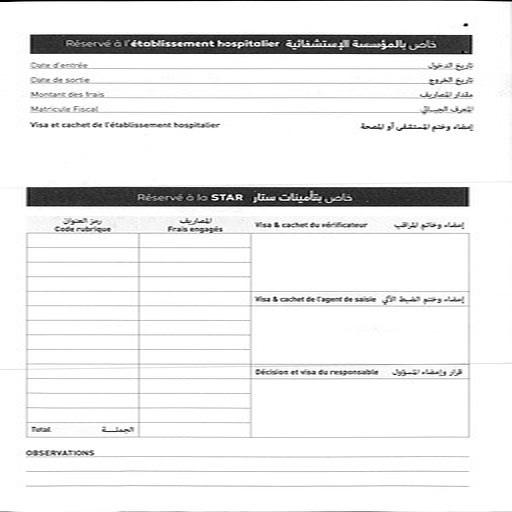 Réservé à l'établissement hospitalier خاص بالمؤسسة الإستشفائية
Date d'entrée تاريخ الدخول
Date de sortie تاريخ الخروج
Montant des frais مقدار المصاريف
Matricule Fiscal المعرف الجبائي
Visa et cachet de l'établissement hospitalier إمضاء وختم المستشفى أو المصحة
Réservé à la STAR خاص بتأمينات ستار
رمز العنوان المصاريف
Code rubrique Frais engagés Visa & cachet du vérificateur إمضاء وخاتم المراقب
Visa & cachet de l'agent de saisie إمضاء وختم الضبط الآلي
Décision et visa du responsable قرار وإمضاء المسؤول
Total الجملة
OBSERVATIONS